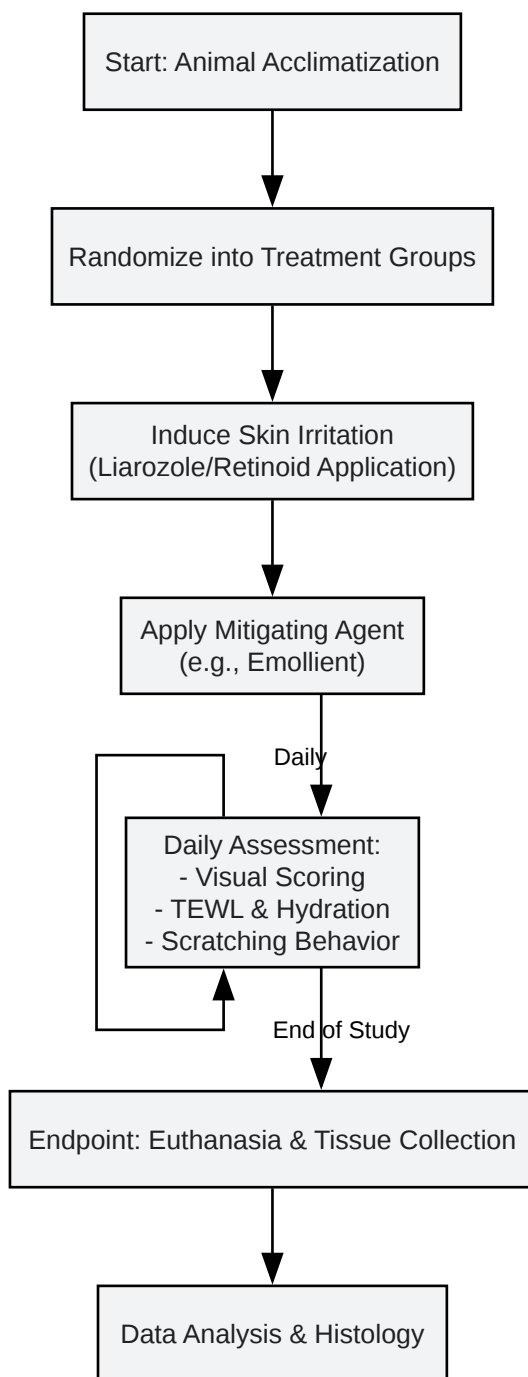 Start: Animal Acclimatization
Randomize into Treatment Groups
Induce Skin Irritation
(Liarozole/Retinoid Application)
Apply Mitigating Agent
(e.g., Emollient)
Daily
Daily Assessment:
- Visual Scoring
- TEWL & Hydration
- Scratching Behavior
End of Study
Endpoint: Euthanasia & Tissue Collection
Data Analysis & Histology